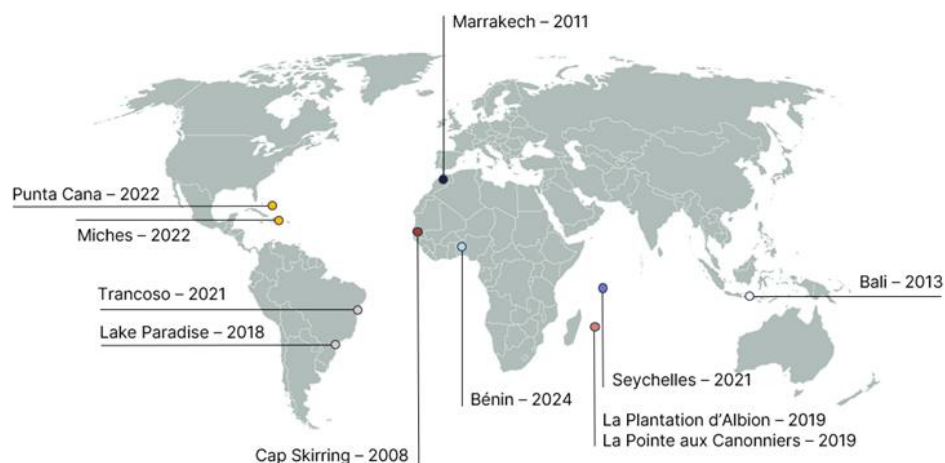 Marrakech – 2011
Punta Cana – 2022
Miches – 2022
Trancoso – 2021
Lake Paradise – 2018
Bali – 2013
Seychelles – 2021
Bénin – 2024
La Plantation d’Albion – 2019
La Pointe aux Canonniers – 2019
Cap Skirring – 2008